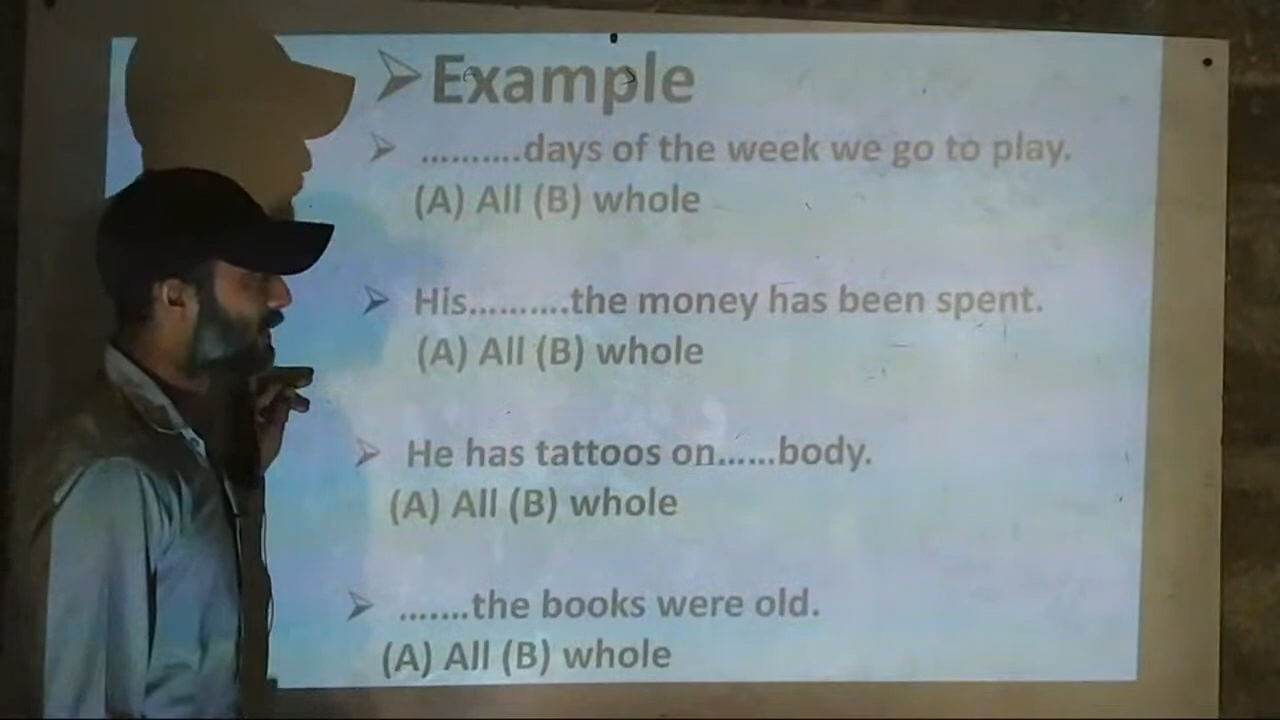 Example
..........days of the week we go to play.
(A) All (B) whole
His..........the money has been spent.
(A) All (B) whole
He has tattoos on......body.
(A) All (B) whole
.......the books were old.
(A) All (B) whole